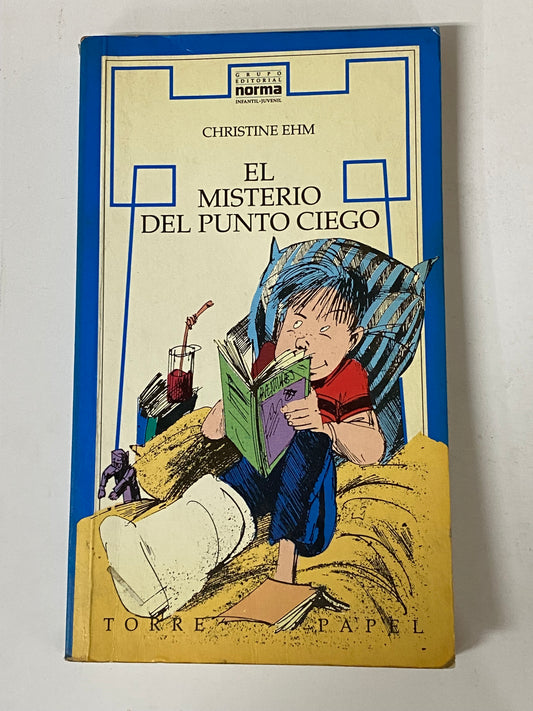 GRUPO
EDITORIAL
norma
INFANTIL-JUVENIL
CHRISTINE EHM
EL
MISTERIO
DEL PUNTO CIEGO
TORRE PAPEL